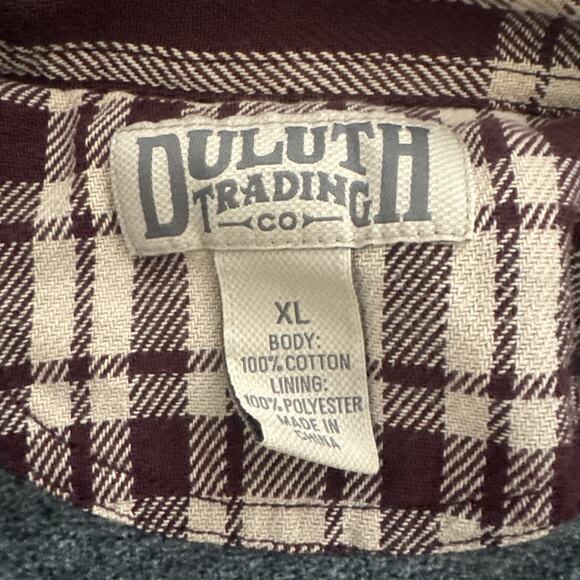 DULUTH
TRADING
CO
XL
BODY:
100% COTTON
LINING:
100% POLYESTER
MADE IN
CHINA